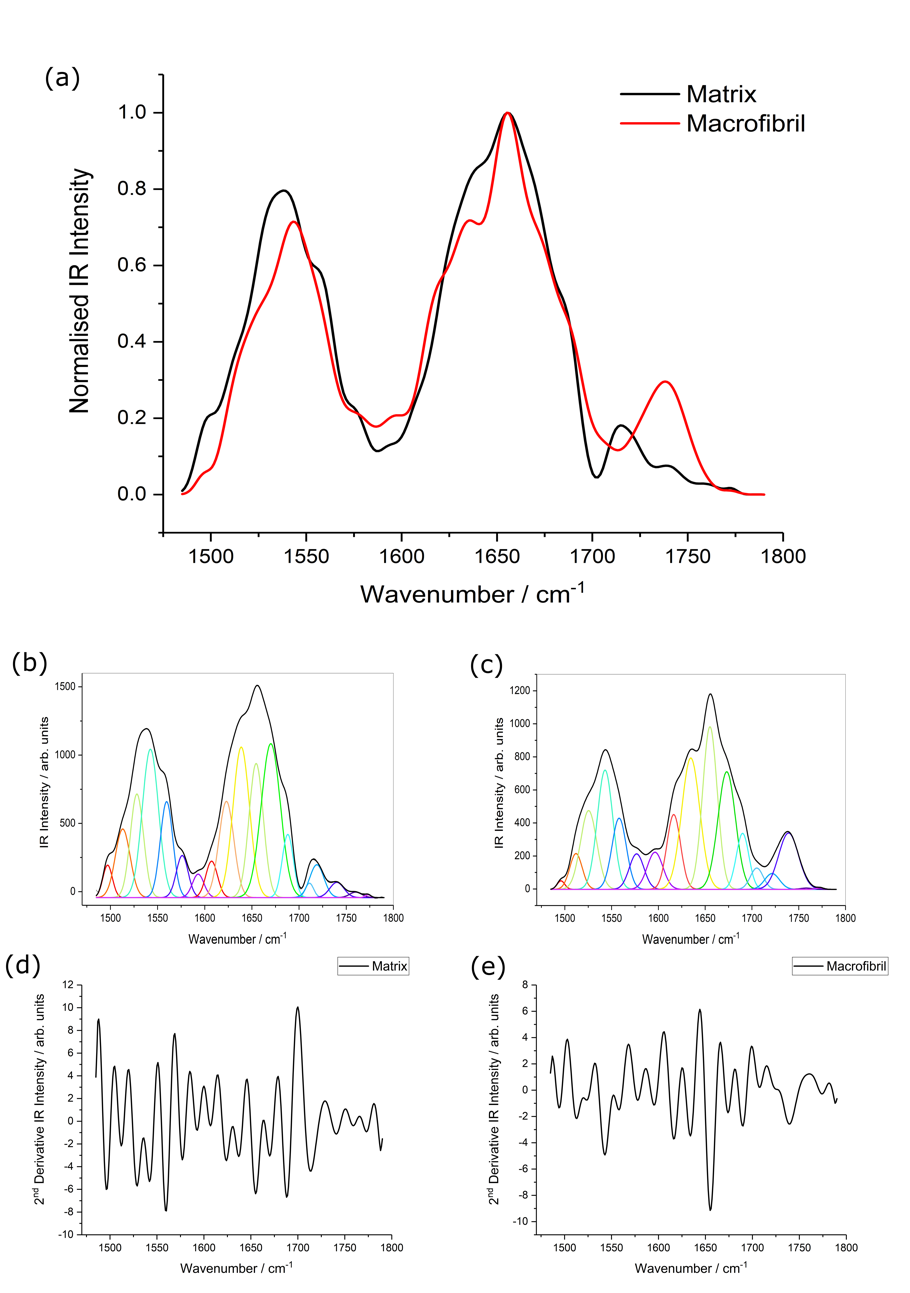 (a)
Matrix
Macrofibril
Normalised IR Intensity
1.0
0.8
0.6
0.4
0.2
0.0
1500 1550 1600 1650 1700 1750 1800
Wavenumber / cm-1
(b)
IR Intensity / arb. units
1500
1000
500
0
1500 1550 1600 1650 1700 1750 1800
Wavenumber / cm-1
(c)
IR Intensity / arb. units
1200
1000
800
600
400
200
0
1500 1550 1600 1650 1700 1750 1800
Wavenumber / cm-1
(d)
Matrix
2nd Derivative IR Intensity / arb. units
12
10
8
6
4
2
0
-2
-4
-6
-8
-10
1500 1550 1600 1650 1700 1750 1800
Wavenumber / cm-1
(e)
Macrofibril
2nd Derivative IR Intensity / arb. units
8
6
4
2
0
-2
-4
-6
-8
-10
1500 1550 1600 1650 1700 1750 1800
Wavenumber / cm-1